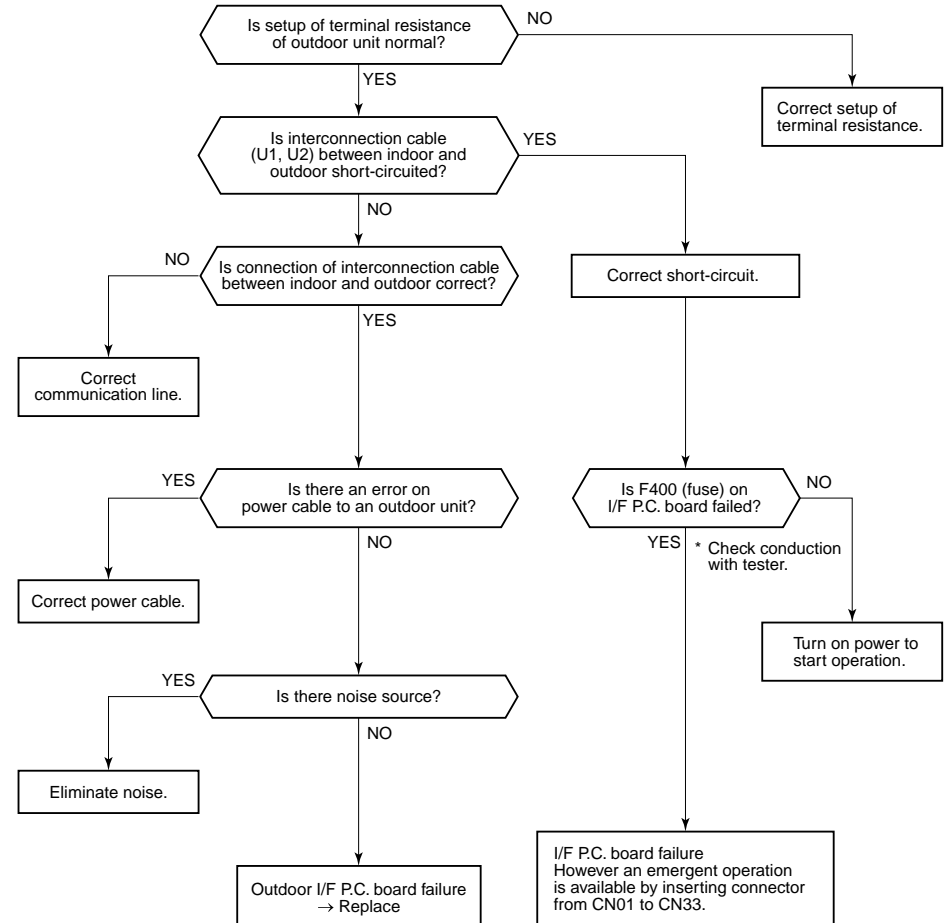 Is setup of terminal resistance
of outdoor unit normal?
NO
YES
Correct setup of
terminal resistance.
Is interconnection cable
(U1, U2) between indoor and
outdoor short-circuited?
YES
NO
NO
Is connection of interconnection cable
between indoor and outdoor correct?
Correct short-circuit.
YES
Correct
communication line.
YES
Is there an error on
power cable to an outdoor unit?
Is F400 (fuse) on
I/F P.C. board failed?
NO
NO
YES
* Check conduction
with tester.
Correct power cable.
Turn on power to
start operation.
YES
Is there noise source?
NO
Eliminate noise.
Outdoor I/F P.C. board failure
→ Replace
I/F P.C. board failure
However an emergent operation
is available by inserting connector
from CN01 to CN33.